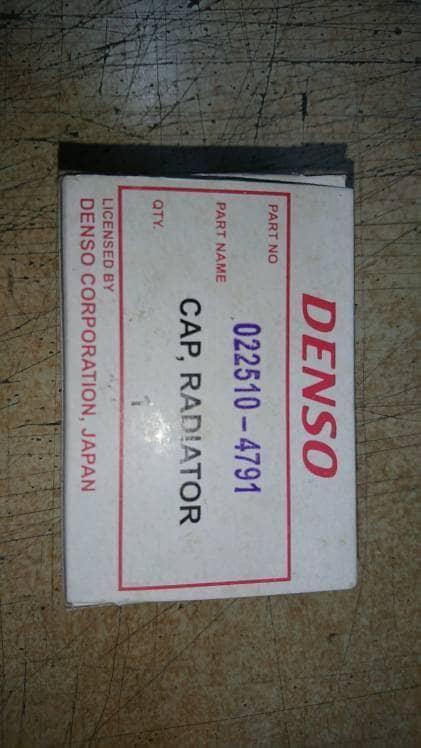 DENSO
PART NO
022510-4791
PART NAME
CAP, RADIATOR
QTY.
1
LICENSED BY
DENSO CORPORATION, JAPAN